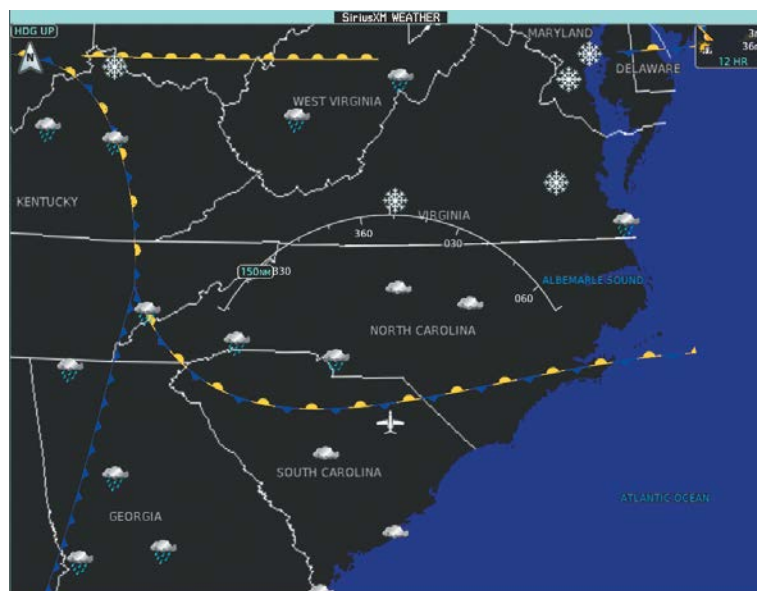 SiriusXM WEATHER
HDG UP
N
MARYLAND
DELAWARE
12 HR
WEST VIRGINIA
KENTUCKY
VIRGINIA
360
030
150NM
330
060
ALBEMARLE SOUND
NORTH CAROLINA
SOUTH CAROLINA
GEORGIA
ATLANTIC OCEAN